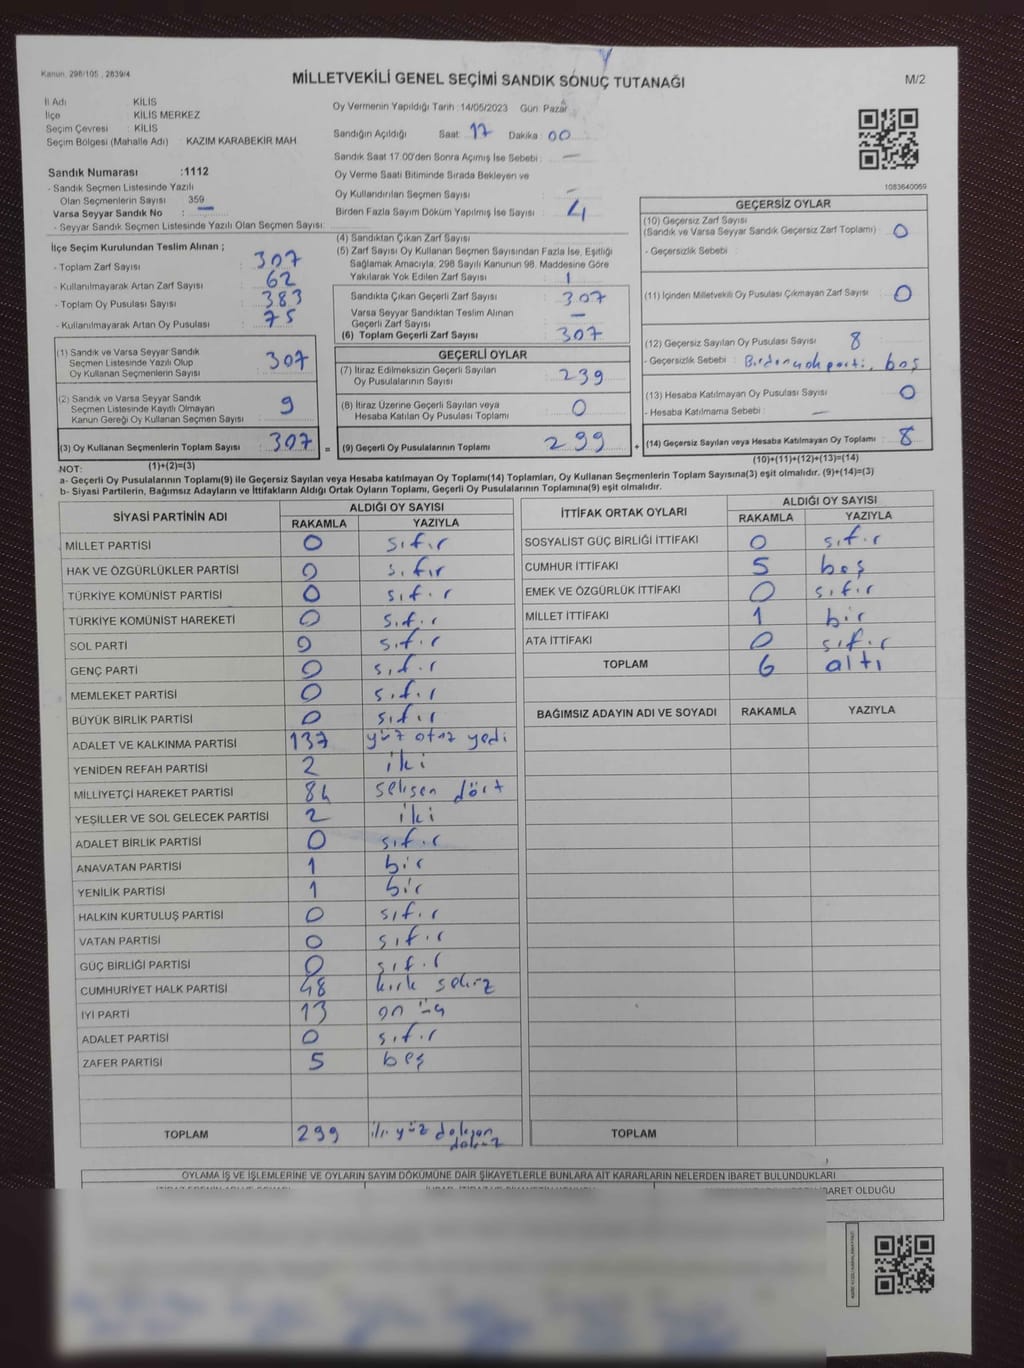 Kanun: 298/105 , 2839/4
MİLLETVEKİLİ GENEL SEÇİMİ SANDIK SONUÇ TUTANAĞI
M/2
İl Adı : KİLİS
İlçe : KİLİS MERKEZ
Seçim Çevresi : KİLİS
Seçim Bölgesi (Mahalle Adı) KAZIM KARABEKİR MAH
Oy Vermenin Yapıldığı Tarih :14/05/2023 Gün: Pazar
Sandığın Açıldığı Saat: 17 Dakika: 00
Sandık Saat 17.00'den Sonra Açımış İse Sebebi : —
Oy Verme Saati Bitiminde Sırada Bekleyen ve
Oy Kullandırılan Seçmen Sayısı : —
Birden Fazla Sayım Döküm Yapılmış İse Sayısı : 4
1083640069
Sandık Numarası :1112
- Sandık Seçmen Listesinde Yazılı
Olan Seçmenlerin Sayısı 359
Varsa Seyyar Sandık No : —
- Seyyar Sandık Seçmen Listesinde Yazılı Olan Seçmen Sayısı:
İlçe Seçim Kurulundan Teslim Alınan ;
- Toplam Zarf Sayısı : 307
- Kullanılmayarak Artan Zarf Sayısı : 62
- Toplam Oy Pusulası Sayısı : 383
- Kullanılmayarak Artan Oy Pusulası : 75
(1) Sandık ve Varsa Seyyar Sandık
Seçmen Listesinde Yazılı Olup
Oy Kullanan Seçmenlerin Sayısı : 307
(2) Sandık ve Varsa Seyyar Sandık
Seçmen Listesinde Kayıtlı Olmayan
Kanun Gereği Oy Kullanan Seçmen Sayısı : 9
(3) Oy Kullanan Seçmenlerin Toplam Sayısı : 307
(1)+(2)=(3)
(4) Sandıktan Çıkan Zarf Sayısı
(5) Zarf Sayısı Oy Kullanan Seçmen Sayısından Fazla İse, Eşitliği
Sağlamak Amacıyla, 298 Sayılı Kanunun 98. Maddesine Göre
Yakılarak Yok Edilen Zarf Sayısı : 1
Sandıkta Çıkan Geçerli Zarf Sayısı : 307
Varsa Seyyar Sandıktan Teslim Alınan
Geçerli Zarf Sayısı : —
(6) Toplam Geçerli Zarf Sayısı : 307
GEÇERLİ OYLAR
(7) İtiraz Edilmeksizin Geçerli Sayılan
Oy Pusulalarının Sayısı : 239
(8) İtiraz Üzerine Geçerli Sayılan veya
Hesaba Katılan Oy Pusulası Toplamı : 0
= (9) Geçerli Oy Pusulalarının Toplamı : 299
GEÇERSİZ OYLAR
(10) Geçersiz Zarf Sayısı
(Sandık ve Varsa Seyyar Sandık Geçersiz Zarf Toplamı) : 0
- Geçersizlik Sebebi :
(11) İçinden Milletvekili Oy Pusulası Çıkmayan Zarf Sayısı : 0
(12) Geçersiz Sayılan Oy Pusulası Sayısı : 8
- Geçersizlik Sebebi : Birden çok parti, boş
(13) Hesaba Katılmayan Oy Pusulası Sayısı : 0
- Hesaba Katılmama Sebebi : —
+ (14) Geçersiz Sayılan veya Hesaba Katılmayan Oy Toplamı : 8
(10)+(11)+(12)+(13)=(14)
NOT:
a- Geçerli Oy Pusulalarının Toplamı(9) ile Geçersiz Sayılan veya Hesaba katılmayan Oy Toplamı(14) Toplamları, Oy Kullanan Seçmenlerin Toplam Sayısına(3) eşit olmalıdır. (9)+(14)=(3)
b- Siyasi Partilerin, Bağımsız Adayların ve İttifakların Aldığı Ortak Oyların Toplamı, Geçerli Oy Pusulalarının Toplamına(9) eşit olmalıdır.
SİYASİ PARTİNİN ADI ALDIĞI OY SAYISI
RAKAMLA YAZIYLA
MİLLET PARTİSİ 0 sıfır
HAK VE ÖZGÜRLÜKLER PARTİSİ 0 sıfır
TÜRKİYE KOMÜNİST PARTİSİ 0 sıfır
TÜRKİYE KOMÜNİST HAREKETİ 0 sıfır
SOL PARTİ 0 sıfır
GENÇ PARTİ 0 sıfır
MEMLEKET PARTİSİ 0 sıfır
BÜYÜK BİRLİK PARTİSİ 0 sıfır
ADALET VE KALKINMA PARTİSİ 137 yüz otuz yedi
YENİDEN REFAH PARTİSİ 2 iki
MİLLİYETÇİ HAREKET PARTİSİ 84 seksen dört
YEŞİLLER VE SOL GELECEK PARTİSİ 2 iki
ADALET BİRLİK PARTİSİ 0 sıfır
ANAVATAN PARTİSİ 1 bir
YENİLİK PARTİSİ 1 bir
HALKIN KURTULUŞ PARTİSİ 0 sıfır
VATAN PARTİSİ 0 sıfır
GÜÇ BİRLİĞİ PARTİSİ 0 sıfır
CUMHURİYET HALK PARTİSİ 48 kırk sekiz
İYİ PARTİ 13 on üç
ADALET PARTİSİ 0 sıfır
ZAFER PARTİSİ 5 beş
TOPLAM 299 iki yüz doksan
dokuz
İTTİFAK ORTAK OYLARI ALDIĞI OY SAYISI
RAKAMLA YAZIYLA
SOSYALİST GÜÇ BİRLİĞİ İTTİFAKI 0 sıfır
CUMHUR İTTİFAKI 5 beş
EMEK VE ÖZGÜRLÜK İTTİFAKI 0 sıfır
MİLLET İTTİFAKI 1 bir
ATA İTTİFAKI 0 sıfır
TOPLAM 6 altı
BAĞIMSIZ ADAYIN ADI VE SOYADI RAKAMLA YAZIYLA
TOPLAM
OYLAMA İŞ VE İŞLEMLERİNE VE OYLARIN SAYIM DÖKÜMÜNE DAİR ŞİKAYETLERLE BUNLARA AİT KARARLARIN NELERDEN İBARET BULUNDUKLARI
İBARET OLDUĞU